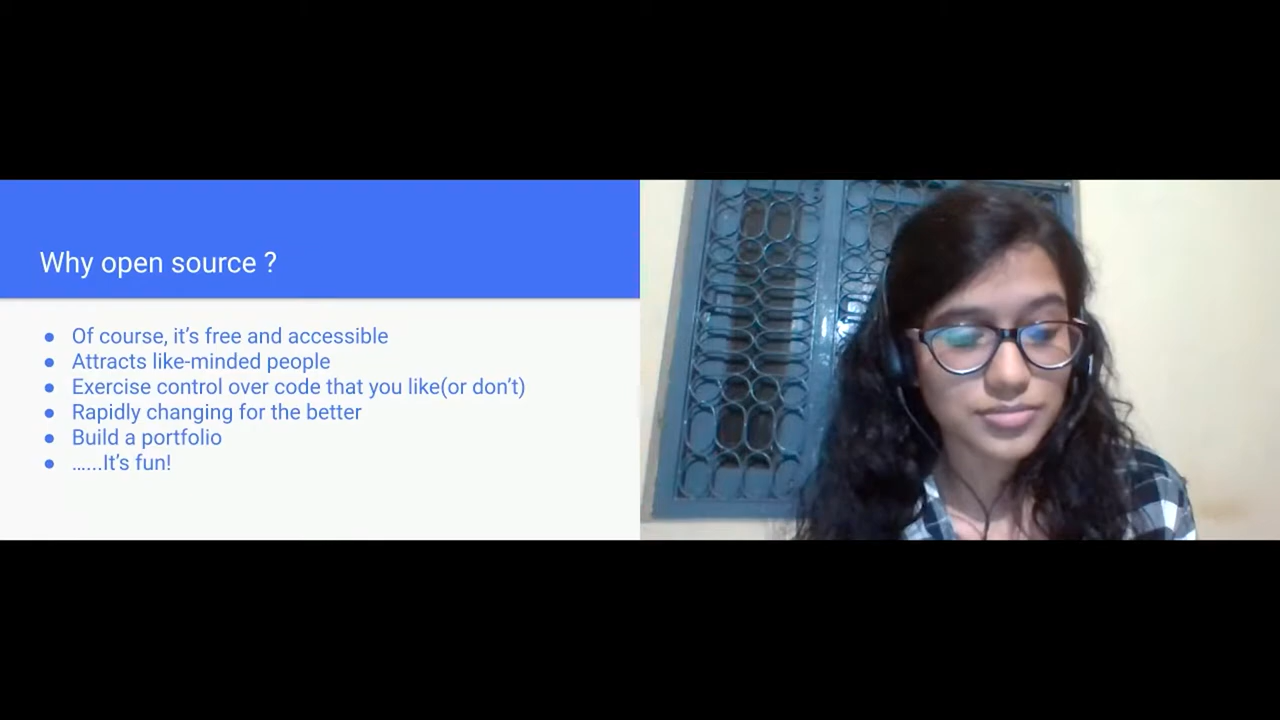 Why open source ?
● Of course, it’s free and accessible
● Attracts like-minded people
● Exercise control over code that you like(or don’t)
● Rapidly changing for the better
● Build a portfolio
● …...It’s fun!